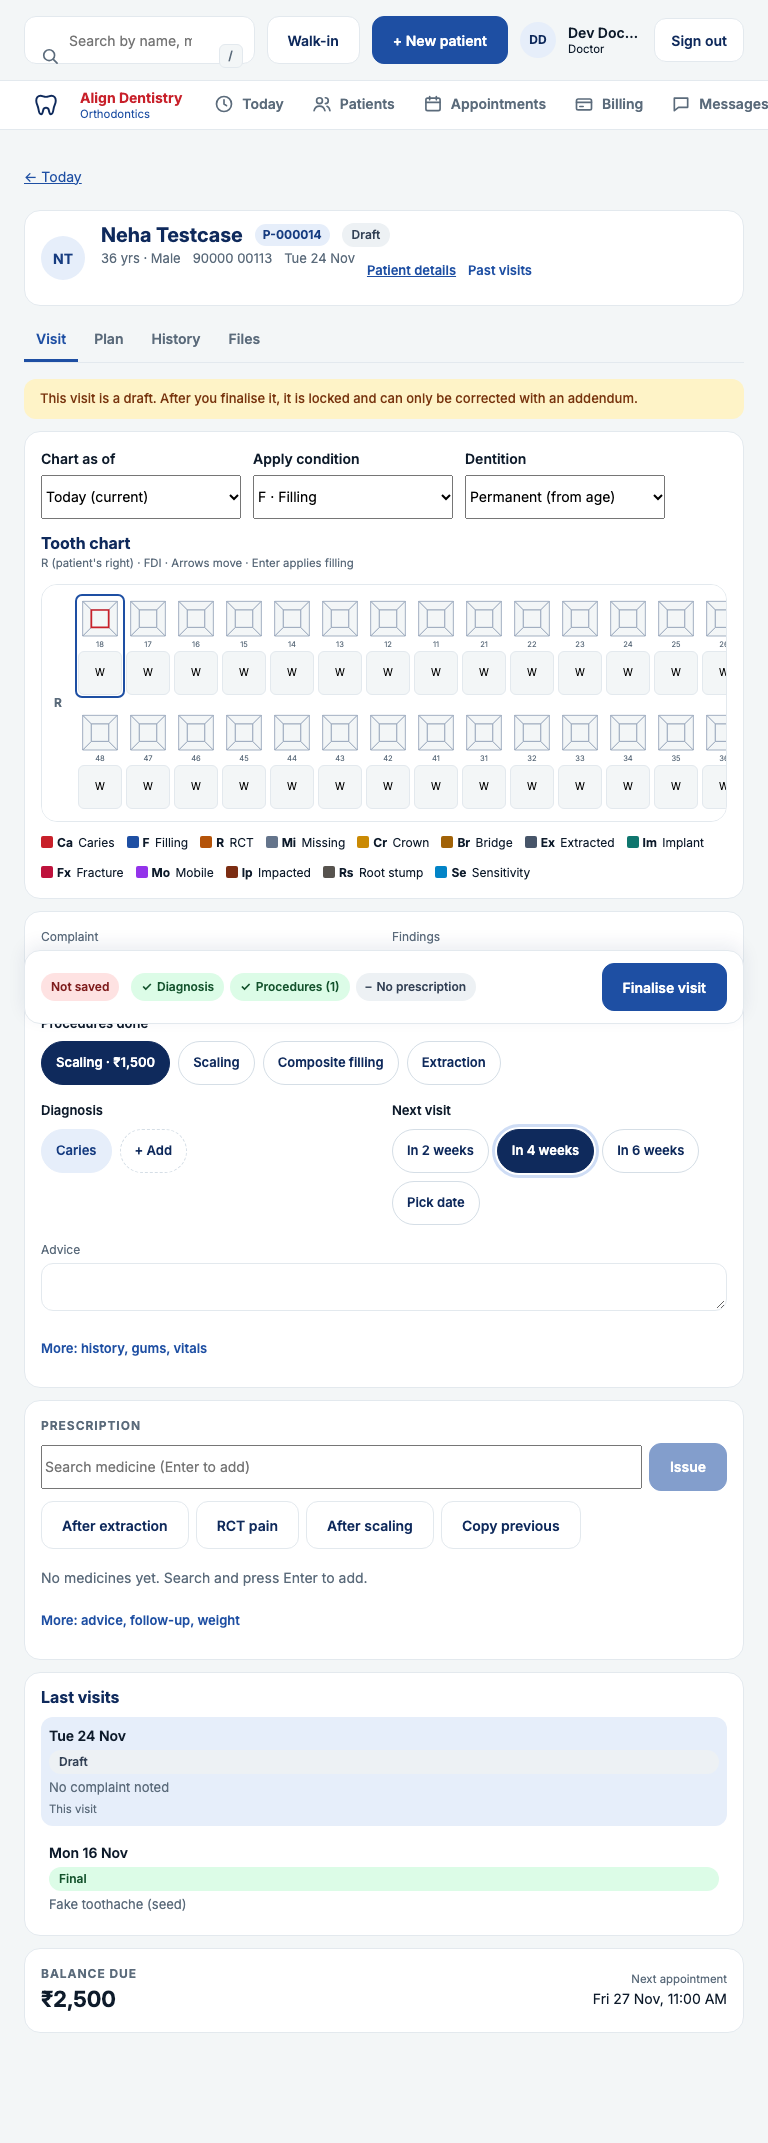 Search by name, m
/
Walk-in
+ New patient
DD
Dev Doc...
Doctor
Sign out
Align Dentistry
Orthodontics
Today
Patients
Appointments
Billing
Messages
← Today
NT
Neha Testcase
P-000014
Draft
36 yrs · Male 90000 00113 Tue 24 Nov
Patient details
Past visits
Visit
Plan
History
Files
This visit is a draft. After you finalise it, it is locked and can only be corrected with an addendum.
Chart as of
Apply condition
Dentition
Today (current)
F · Filling
Permanent (from age)
Tooth chart
R (patient's right) · FDI · Arrows move · Enter applies filling
18 17 16 15 14 13 12 11 21 22 23 24 25 26
W W W W W W W W W W W W W W
R
48 47 46 45 44 43 42 41 31 32 33 34 35 36
W W W W W W W W W W W W W W
Ca Caries F Filling R RCT Mi Missing Cr Crown Br Bridge Ex Extracted Im Implant
Fx Fracture Mo Mobile Ip Impacted Rs Root stump Se Sensitivity
Complaint
Findings
Not saved
✓ Diagnosis
✓ Procedures (1)
– No prescription
Finalise visit
Procedures done
Scaling · ₹1,500
Scaling
Composite filling
Extraction
Diagnosis
Next visit
Caries
+ Add
In 2 weeks
In 4 weeks
In 6 weeks
Pick date
Advice
More: history, gums, vitals
PRESCRIPTION
Search medicine (Enter to add)
Issue
After extraction
RCT pain
After scaling
Copy previous
No medicines yet. Search and press Enter to add.
More: advice, follow-up, weight
Last visits
Tue 24 Nov
Draft
No complaint noted
This visit
Mon 16 Nov
Final
Fake toothache (seed)
BALANCE DUE
₹2,500
Next appointment
Fri 27 Nov, 11:00 AM